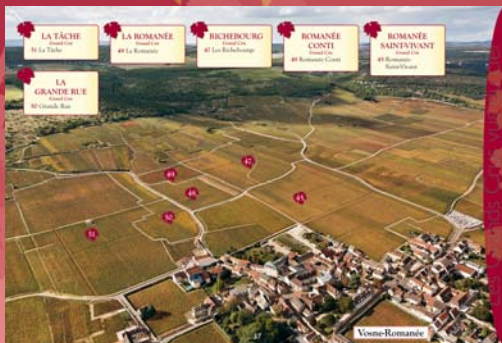 LA TÂCHE
Grand Cru
51 La Tâche
LA ROMANÉE
Grand Cru
49 La Romanée
RICHEBOURG
Grand Cru
47 Les Richebourgs
ROMANÉE
CONTI
Grand Cru
48 Romanée Conti
ROMANÉE
SAINT-VIVANT
Grand Cru
45 Romanée-
Saint-Vivant
LA
GRANDE RUE
Grand Cru
50 Grande Rue
49
47
48
50
45
51
37
Vosne-Romanée